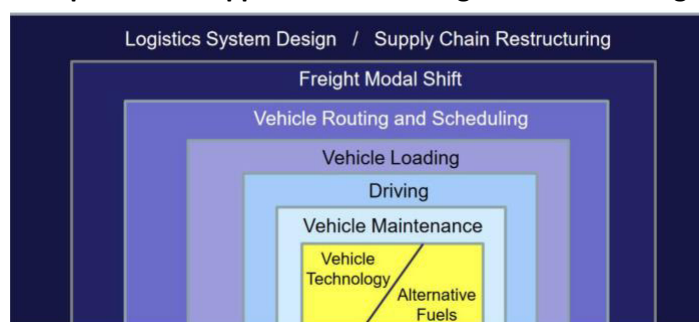 Logistics System Design / Supply Chain Restructuring
Freight Modal Shift
Vehicle Routing and Scheduling
Vehicle Loading
Driving
Vehicle Maintenance
Vehicle
Technology
Alternative
Fuels